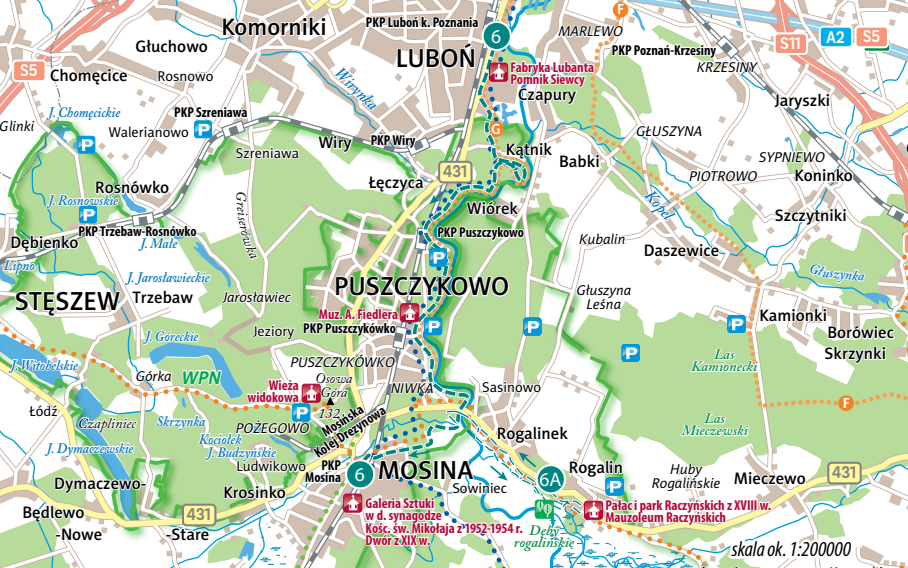 Komorniki
PKP Luboń k. Poznania
6
MARLEWO
F
Głuchowo
LUBOŃ
PKP Poznań-Krzesiny
S11
A2
S5
S5
Chomęcice
Rosnowo
Wirynka
Fabryka Lubanta
Pomnik Siewcy
KRZESINY
Czapury
Jaryszki
J. Chomęcickie
PKP Szreniawa
Glinki
P
Walerianowo
P
G
GŁUSZYNA
Wiry
PKP Wiry
Kątnik
Szreniawa
Babki
SYPNIEWO
Łęczyca
431
PIOTROWO
Koninko
Rosnówko
J. Rosnowskie
Greiserówka
Kopel
P
Wiórek
Szczytniki
PKP Trzebaw-Rosnówko
PKP Puszczykowo
Dębienko
J. Małe
Kubalin
Daszewice
P
Lipno
J. Jarosławieckie
Głuszynka
PUSZCZYKOWO
STĘSZEW
Trzebaw
Jarosławiec
Głuszyna
Leśna
Muz. A. Fiedlera
Kamionki
Jeziory
PKP Puszczykówko
P
P
P
Borówiec
J. Góreckie
Skrzynki
P
J. Witobelskie
PUSZCZYKÓWKO
Las
Kamionecki
Górka
WPN
Osowa
Góra
132
Wieża
widokowa
NIWKA
Sasinowo
F
P
Łódź
Skrzynka
Mosińska
Kolej Drezynowa
Czapliniec
Las
Mieczewski
POŻEGOWO
Rogalinek
Kociołek
J. Budzyńskie
J. Dymaczewskie
Ludwikowo
PKP
Mosina
6
MOSINA
Rogalin
Huby
Rogalińskie
Mieczewo
431
Dymaczewo-
Krosinko
6A
P
Sowiniec
Będlewo
431
Galeria Sztuki
w d. synagodze
Kośc. św. Mikołaja z 1952-1954 r.
Dwór z XIX w.
Pałac i park Raczyńskich z XVIII w.
Mauzoleum Raczyńskich
-Nowe
-Stare
Dęby
rogalińskie
skala ok. 1:200000